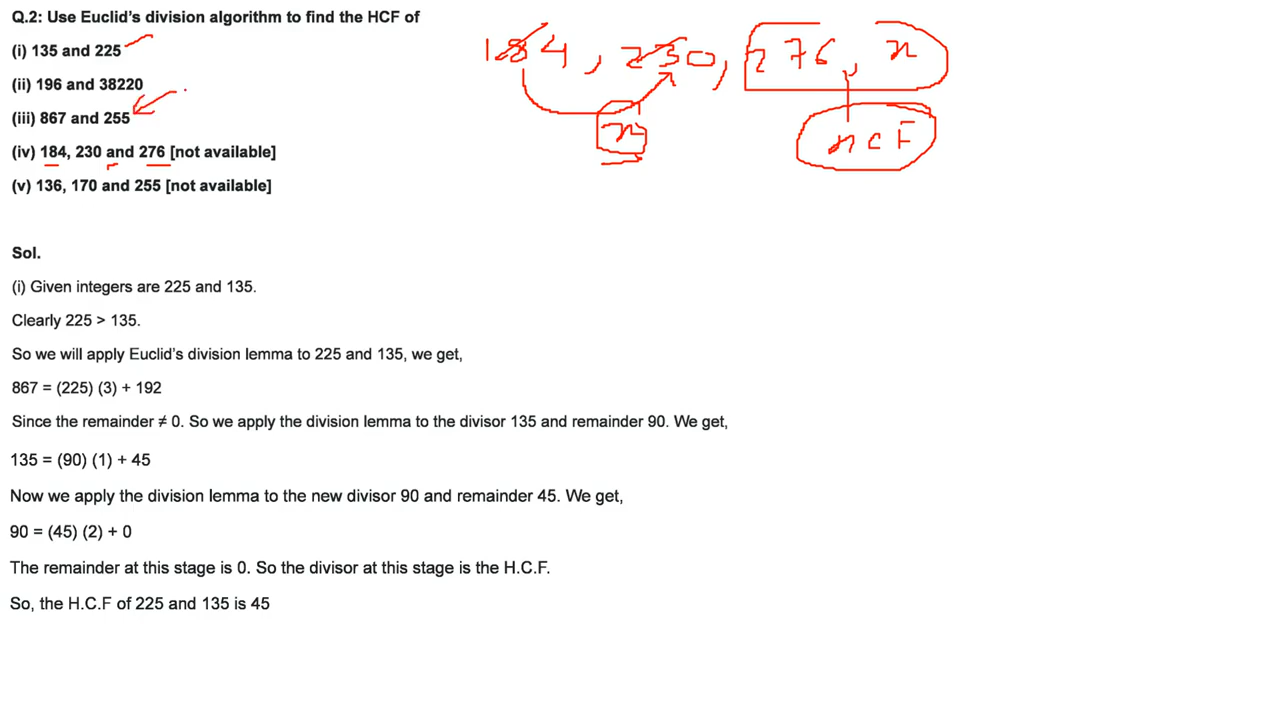 Q.2: Use Euclid's division algorithm to find the HCF of
(i) 135 and 225
(ii) 196 and 38220
(iii) 867 and 255
(iv) 184, 230 and 276 [not available]
(v) 136, 170 and 255 [not available]
184, 230, 276, x
x
HCF
Sol.
(i) Given integers are 225 and 135.
Clearly 225 > 135.
So we will apply Euclid's division lemma to 225 and 135, we get,
867 = (225) (3) + 192
Since the remainder ≠ 0. So we apply the division lemma to the divisor 135 and remainder 90. We get,
135 = (90) (1) + 45
Now we apply the division lemma to the new divisor 90 and remainder 45. We get,
90 = (45) (2) + 0
The remainder at this stage is 0. So the divisor at this stage is the H.C.F.
So, the H.C.F of 225 and 135 is 45